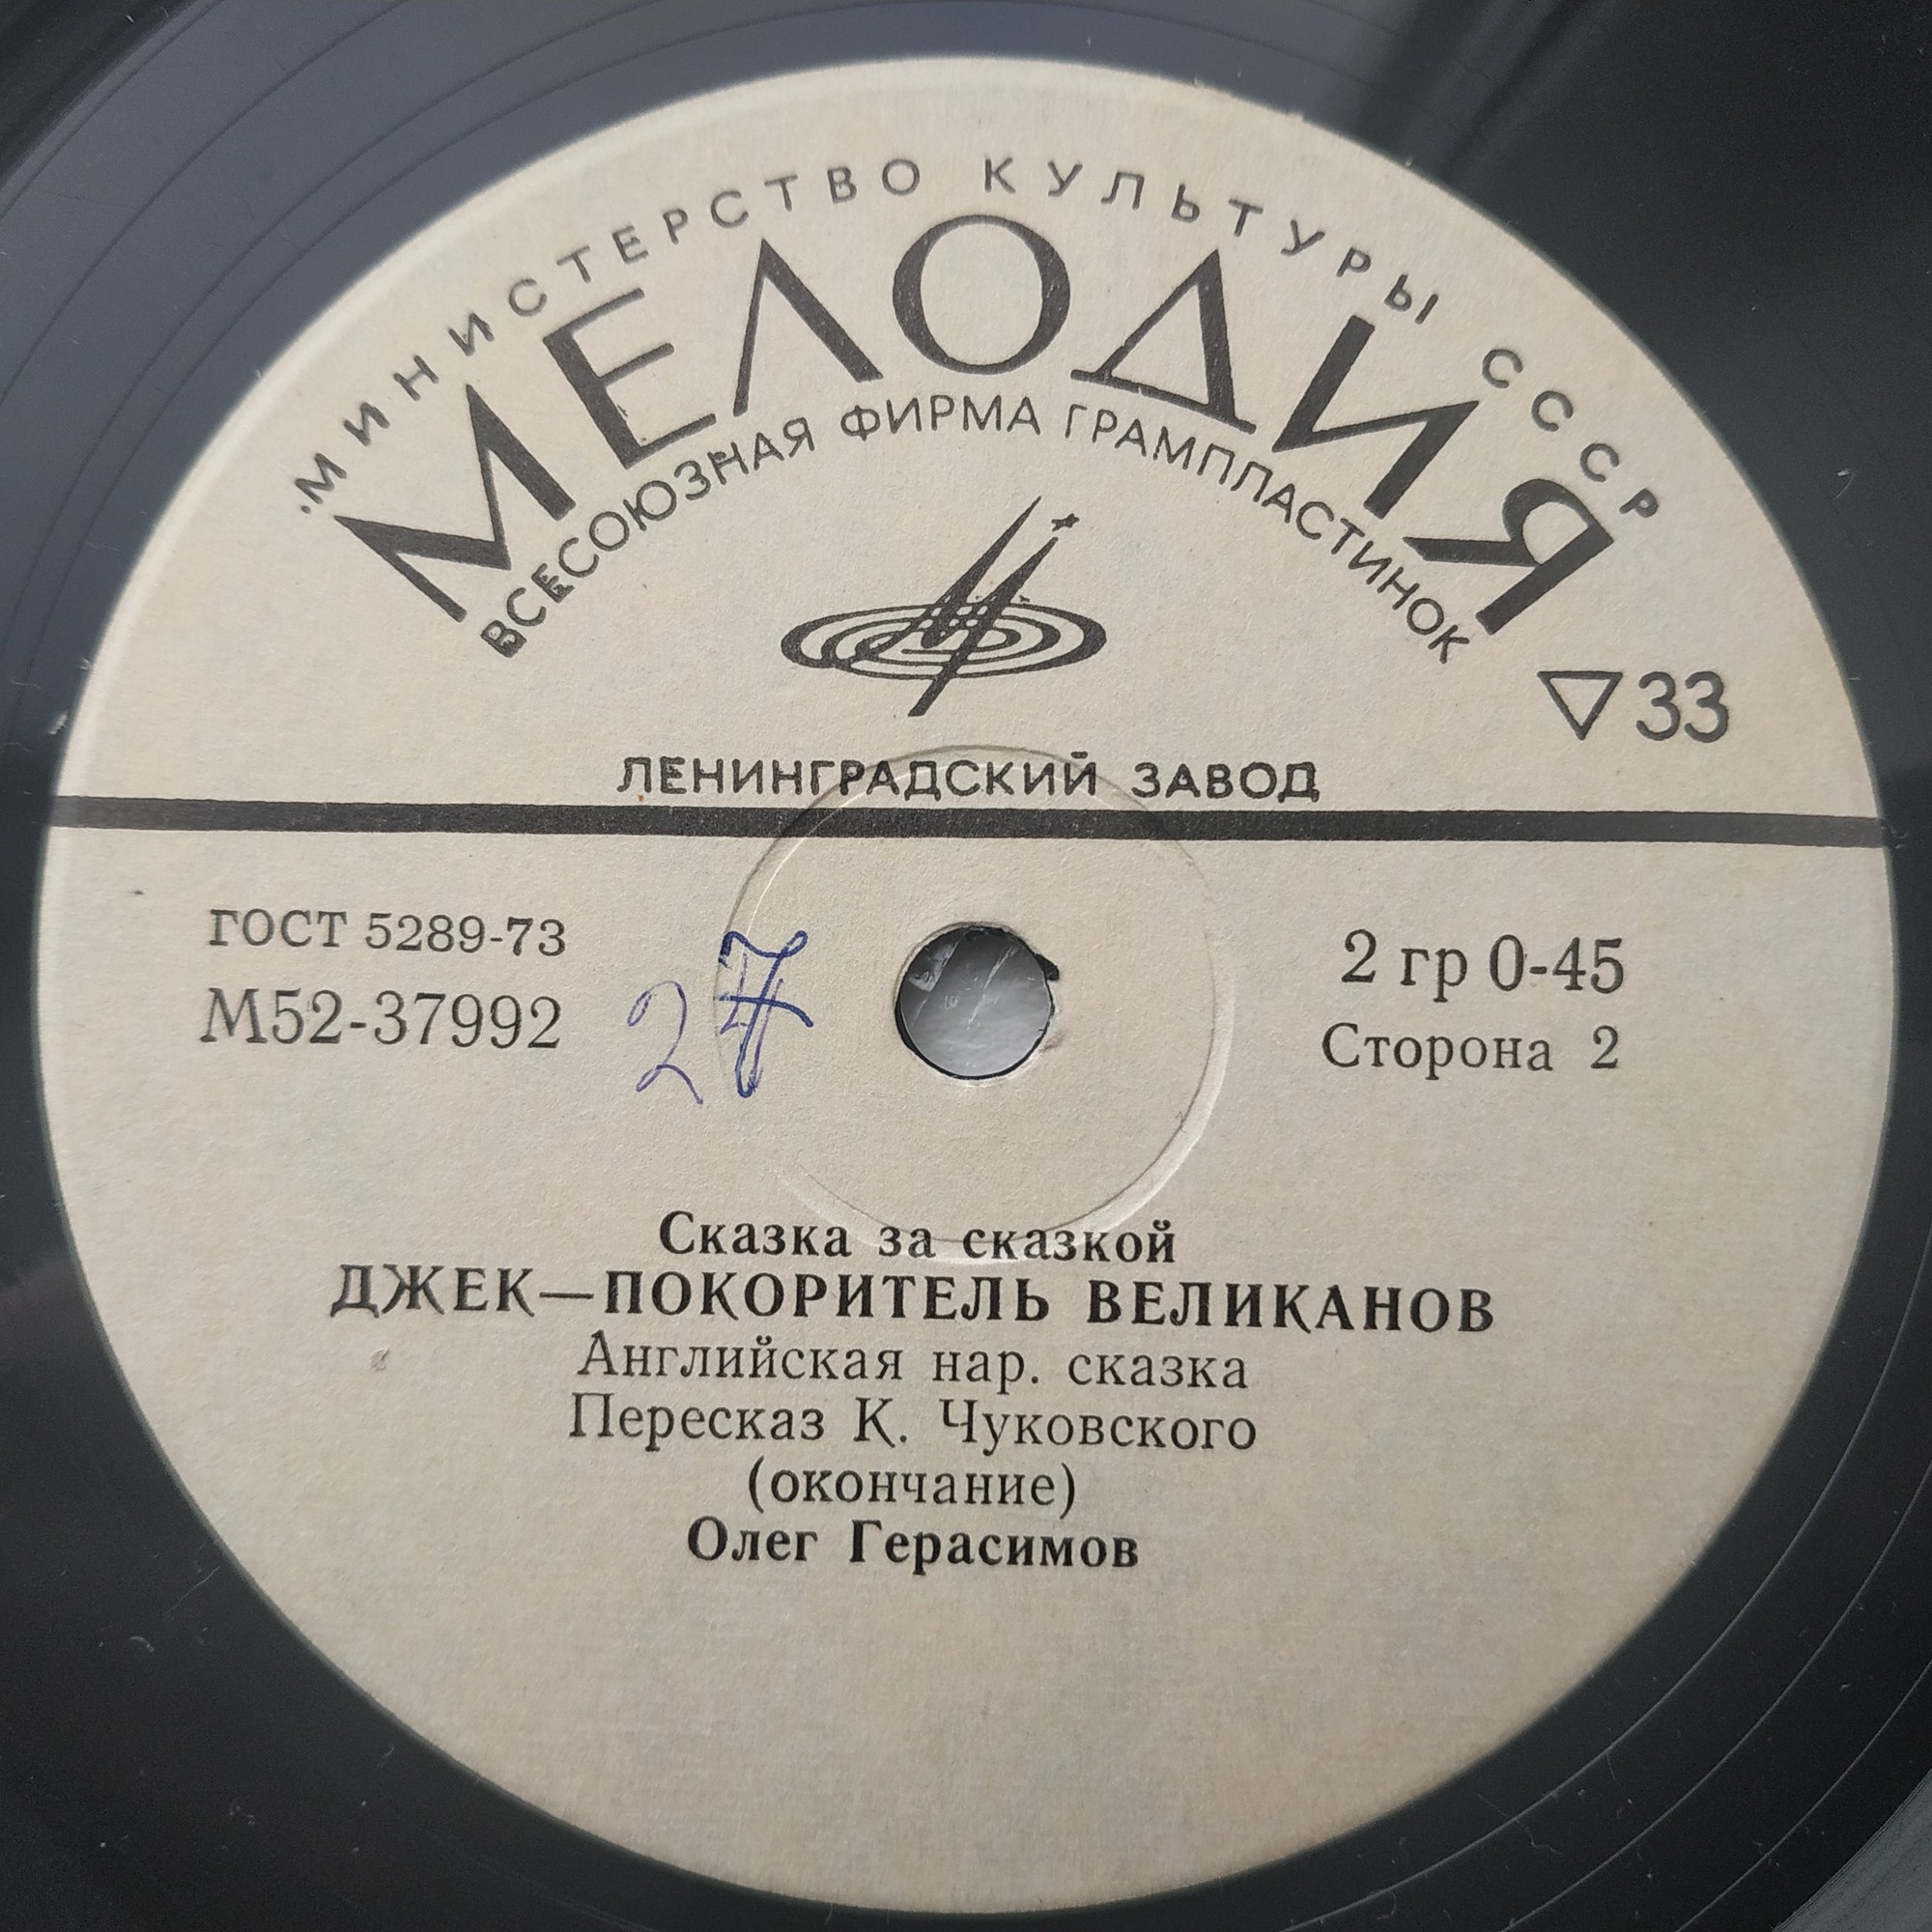 МИНИСТЕРСТВО КУЛЬТУРЫ СССР
МЕЛОДИЯ
ВСЕСОЮЗНАЯ ФИРМА ГРАМПЛАСТИНОК
▽33
ЛЕНИНГРАДСКИЙ ЗАВОД
ГОСТ 5289-73
М52-37992
27
2 гр 0-45
Сторона 2
Сказка за сказкой
ДЖЕК—ПОКОРИТЕЛЬ ВЕЛИКАНОВ
Английская нар. сказка
Пересказ К. Чуковского
(окончание)
Олег Герасимов